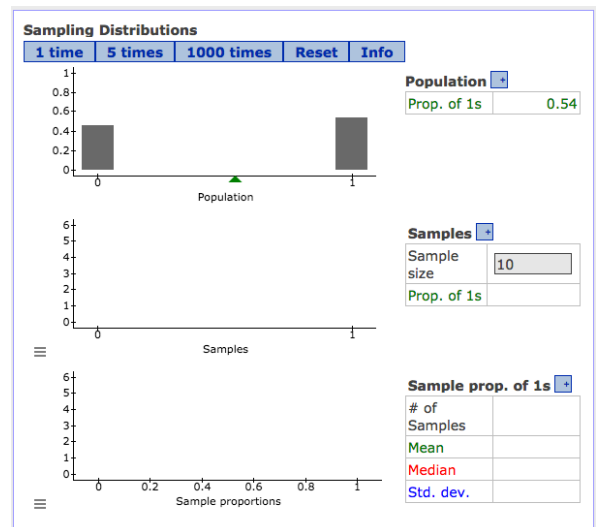 Sampling Distributions
1 time 5 times 1000 times Reset Info
1
0.8
0.6
0.4
0.2
0
0 1
Population
Population +
Prop. of 1s 0.54
6
5
4
3
2
1
0
0 1
Samples
Samples +
Sample
size 10
Prop. of 1s
6
5
4
3
2
1
0
0 0.2 0.4 0.6 0.8 1
Sample proportions
Sample prop. of 1s +
# of
Samples
Mean
Median
Std. dev.